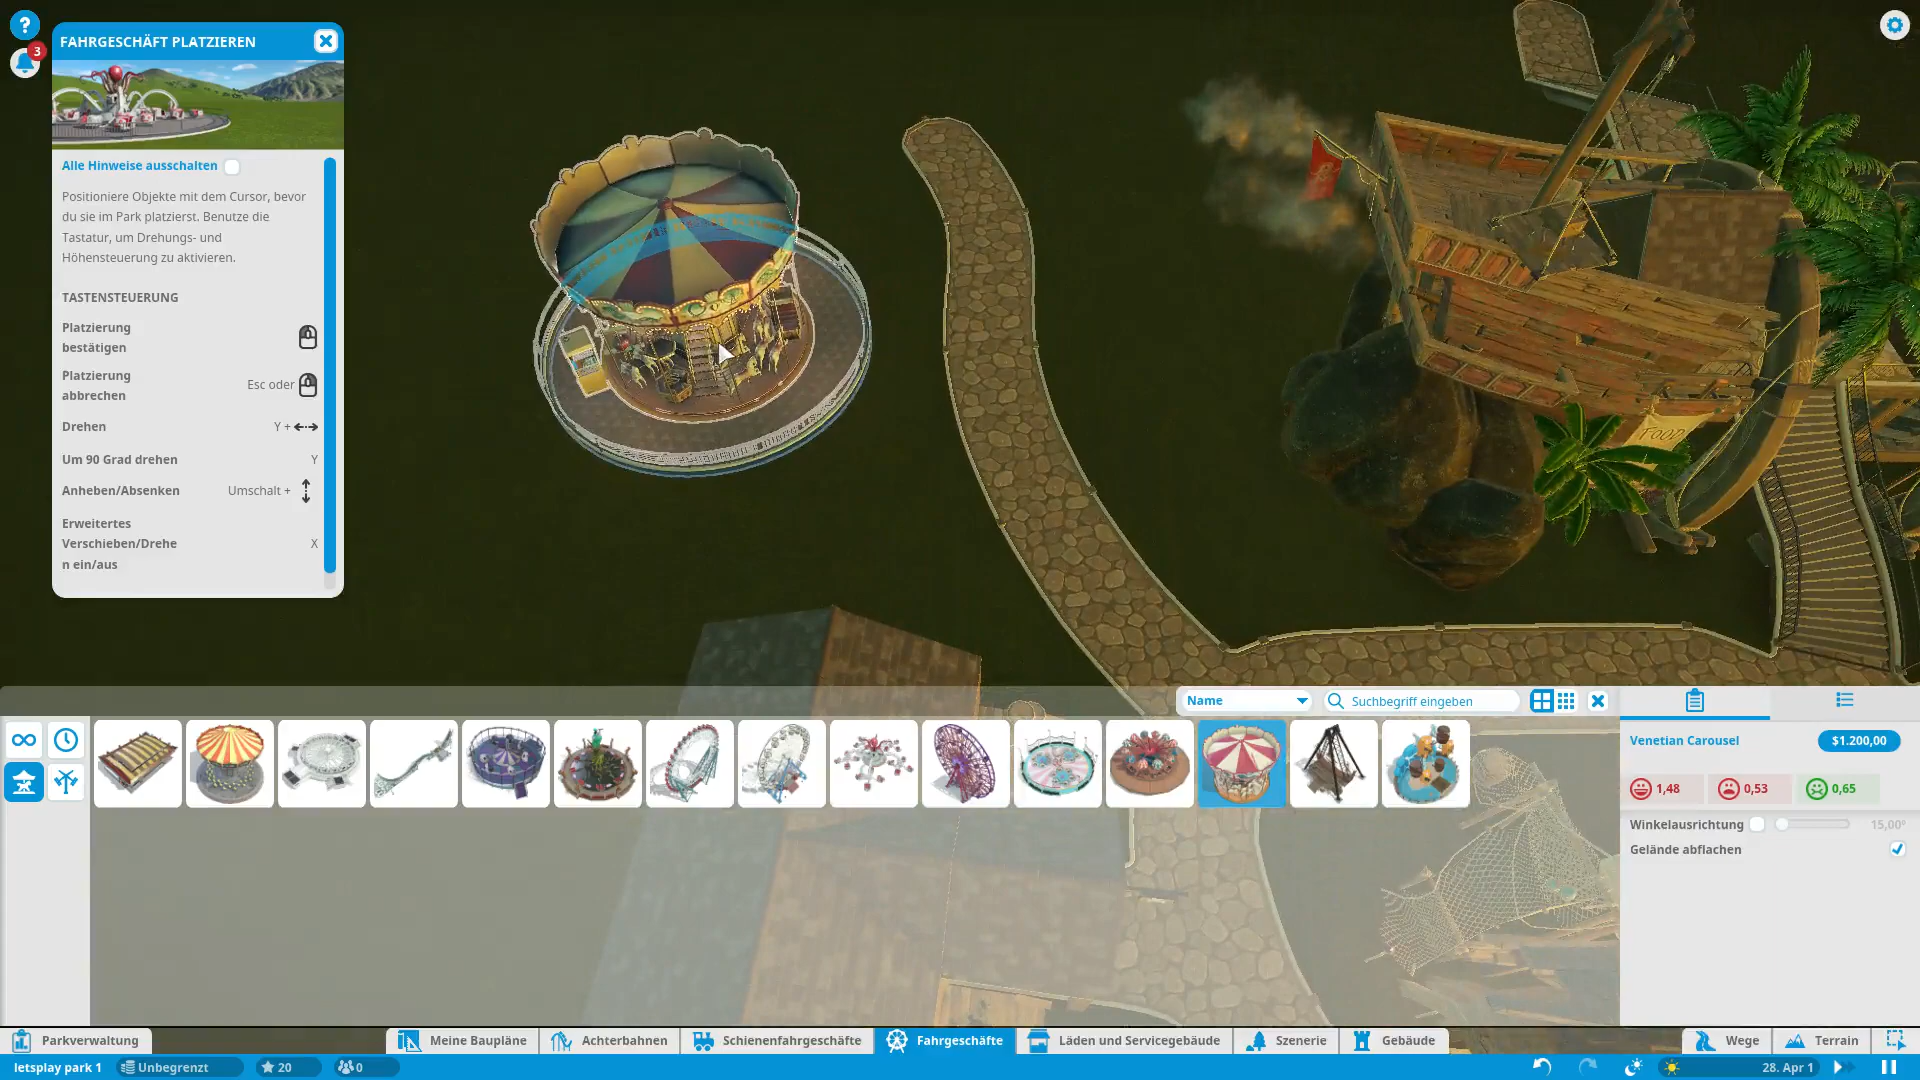 ?
3
FAHRGESCHÄFT PLATZIEREN
Alle Hinweise ausschalten
Positioniere Objekte mit dem Cursor, bevor
du sie im Park platzierst. Benutze die
Tastatur, um Drehungs- und
Höhensteuerung zu aktivieren.
TASTENSTEUERUNG
Platzierung
bestätigen
Platzierung
abbrechen
Esc oder
Drehen Y +
Um 90 Grad drehen Y
Anheben/Absenken Umschalt +
Erweitertes
Verschieben/Drehe
n ein/aus
X
FOOD
Name
Suchbegriff eingeben
Venetian Carousel $1.200,00
1,48 0,53 0,65
Winkelausrichtung 15,00°
Gelände abflachen
Parkverwaltung
Meine Baupläne
Achterbahnen
Schienenfahrgeschäfte
Fahrgeschäfte
Läden und Servicegebäude
Szenerie
Gebäude
Wege
Terrain
letsplay park 1
Unbegrenzt
20
0
28. Apr 1